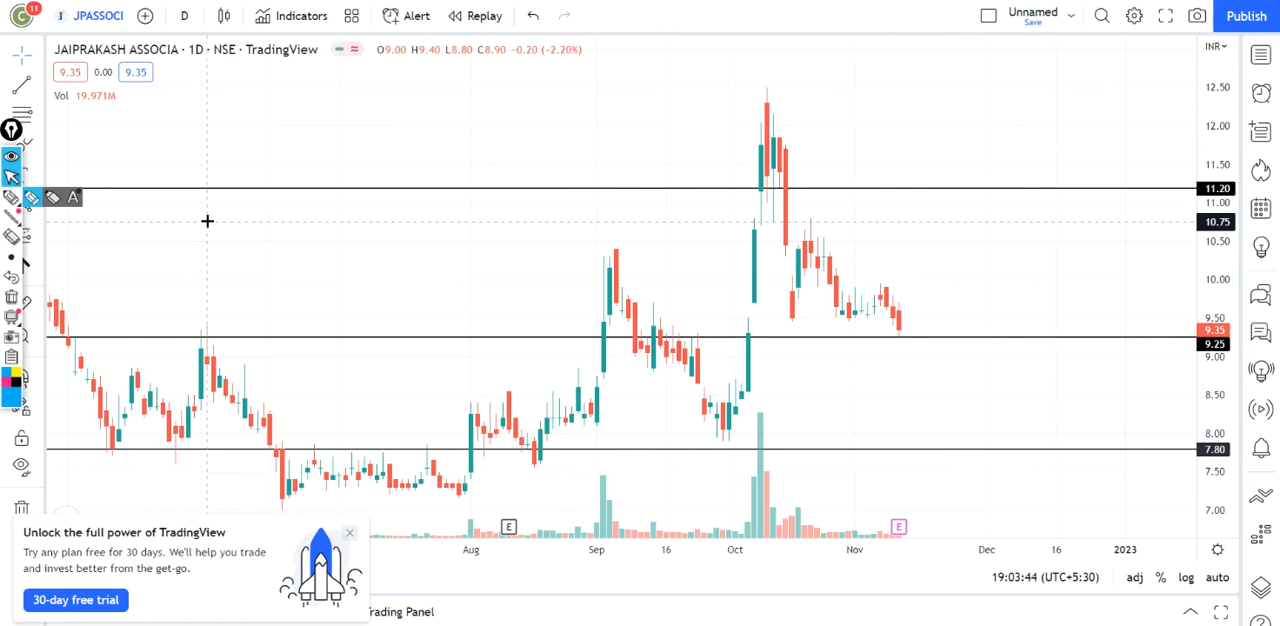 C 11 JPASSOCI D Indicators Alert Replay Unnamed Save Publish
JAIPRAKASH ASSOCIA · 1D · NSE · TradingView O9.00 H9.40 L8.80 C8.90 -0.20 (-2.20%) INR
9.35 0.00 9.35
Vol 19.971M
12.50
12.00
11.50
A
11.20
11.00
10.75
10.50
10.00
9.50
9.35
9.25
9.00
8.50
8.00
7.80
7.50
7.00
E E
Aug Sep 16 Oct Nov Dec 16 2023
Unlock the full power of TradingView
Try any plan free for 30 days. We'll help you trade
and invest better from the get-go.
30-day free trial
19:03:44 (UTC+5:30) adj % log auto
rading Panel